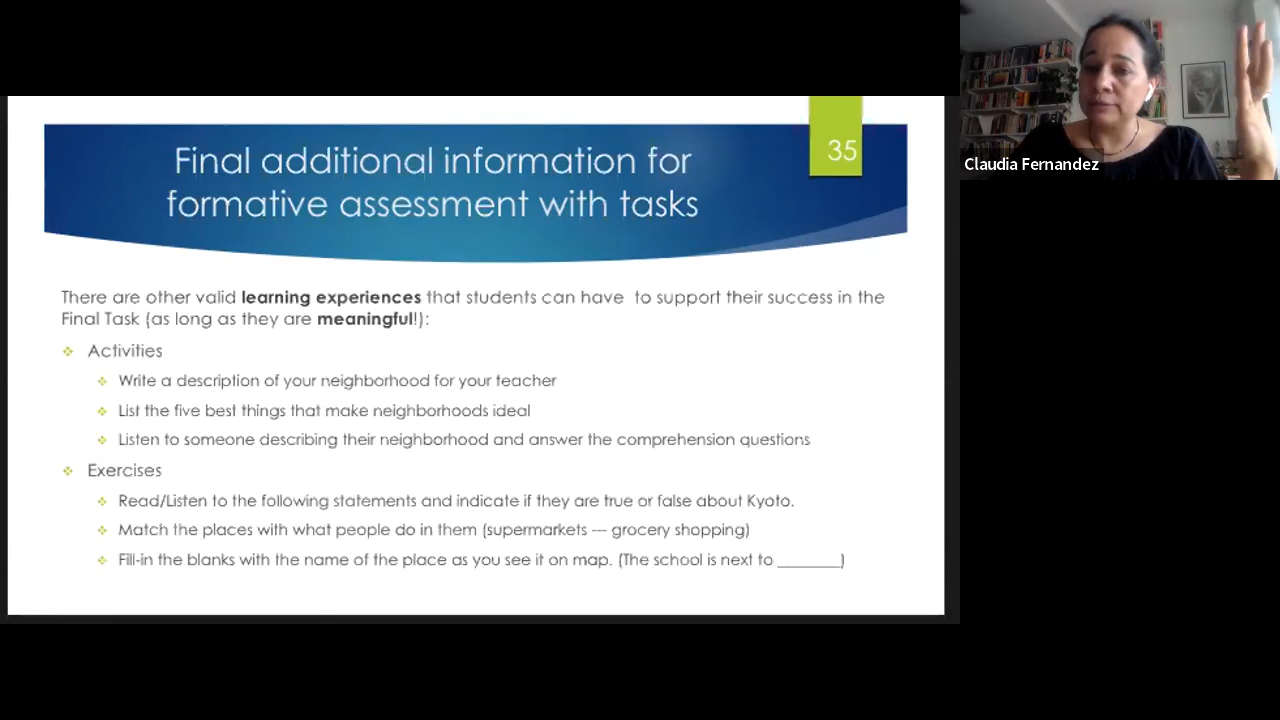 Final additional information for
formative assessment with tasks
35
Claudia Fernandez
There are other valid learning experiences that students can have to support their success in the
Final Task (as long as they are meaningful!):
Activities
Write a description of your neighborhood for your teacher
List the five best things that make neighborhoods ideal
Listen to someone describing their neighborhood and answer the comprehension questions
Exercises
Read/Listen to the following statements and indicate if they are true or false about Kyoto.
Match the places with what people do in them (supermarkets --- grocery shopping)
Fill-in the blanks with the name of the place as you see it on map. (The school is next to ________)